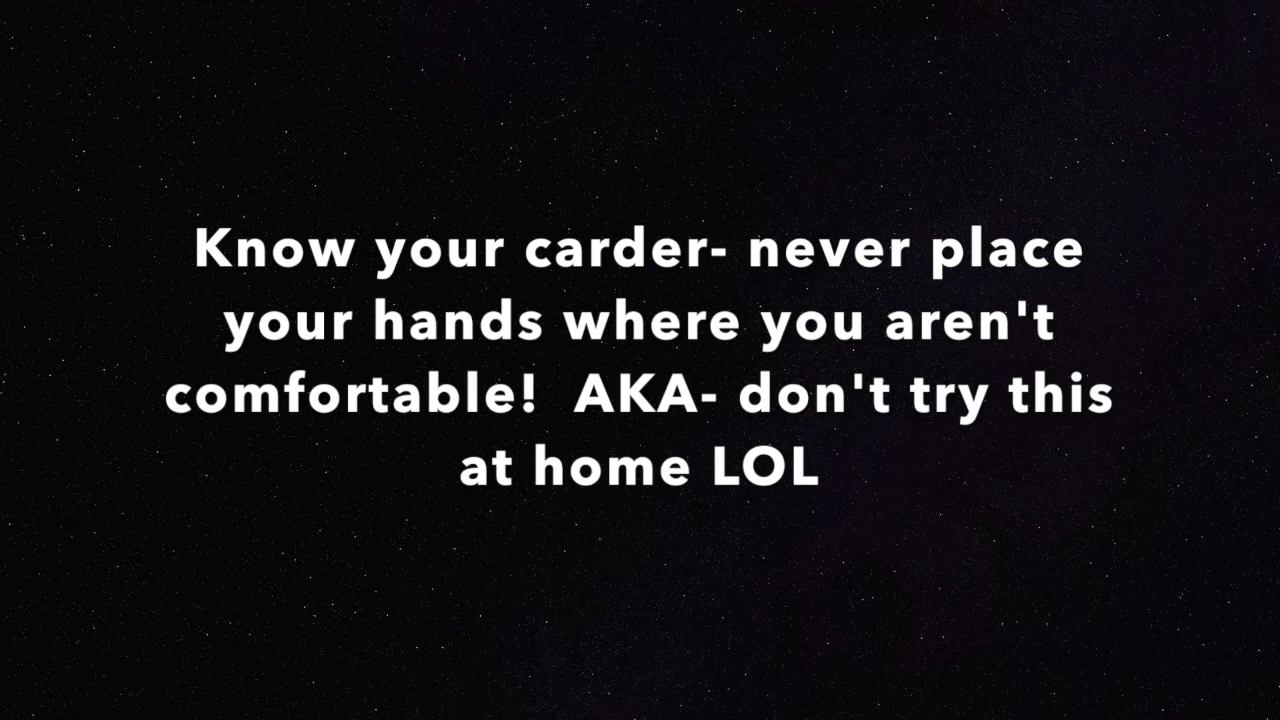 Know your carder- never place
your hands where you aren't
comfortable!  AKA- don't try this
at home LOL